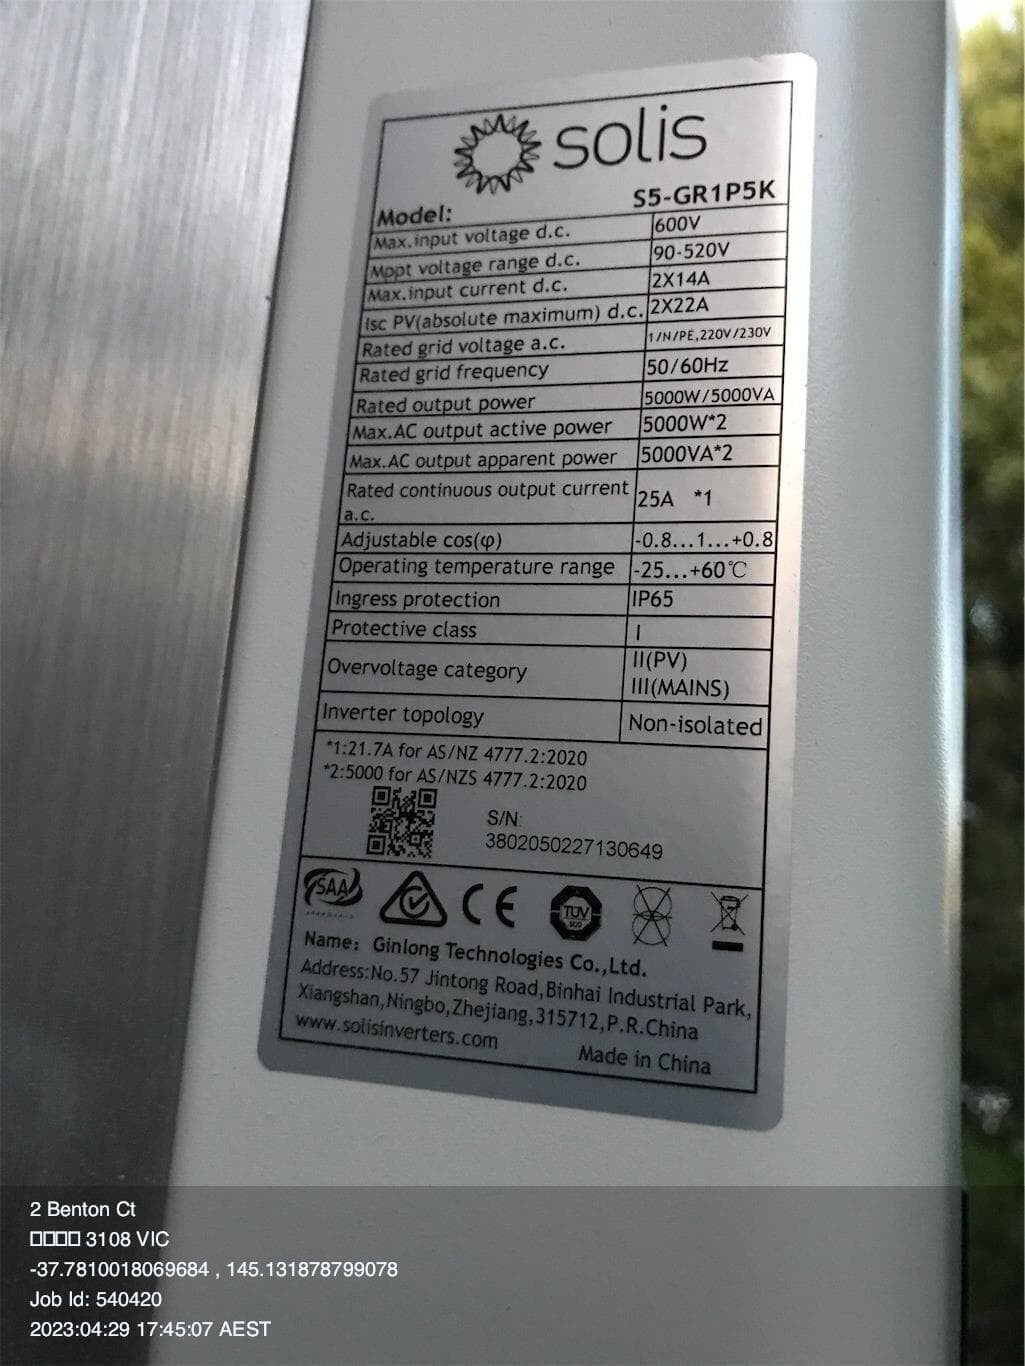 solis
Model: S5-GR1P5K
Max.input voltage d.c. 600V
Mppt voltage range d.c. 90-520V
Max.input current d.c. 2X14A
Isc PV(absolute maximum) d.c. 2X22A
Rated grid voltage a.c. 1/N/PE,220V/230V
Rated grid frequency 50/60Hz
Rated output power 5000W/5000VA
Max.AC output active power 5000W*2
Max.AC output apparent power 5000VA*2
Rated continuous output current a.c. 25A *1
Adjustable cos(φ) -0.8...1...+0.8
Operating temperature range -25...+60℃
Ingress protection IP65
Protective class I
Overvoltage category II(PV)
III(MAINS)
Inverter topology Non-isolated
*1:21.7A for AS/NZ 4777.2:2020
*2:5000 for AS/NZS 4777.2:2020
S/N:
3802050227130649
SAA CE TUV
Name: Ginlong Technologies Co.,Ltd.
Address:No.57 Jintong Road,Binhai Industrial Park,
Xiangshan,Ningbo,Zhejiang,315712,P.R.China
www.solisinverters.com Made in China
2 Benton Ct
3108 VIC
-37.7810018069684 , 145.131878799078
Job Id: 540420
2023:04:29 17:45:07 AEST